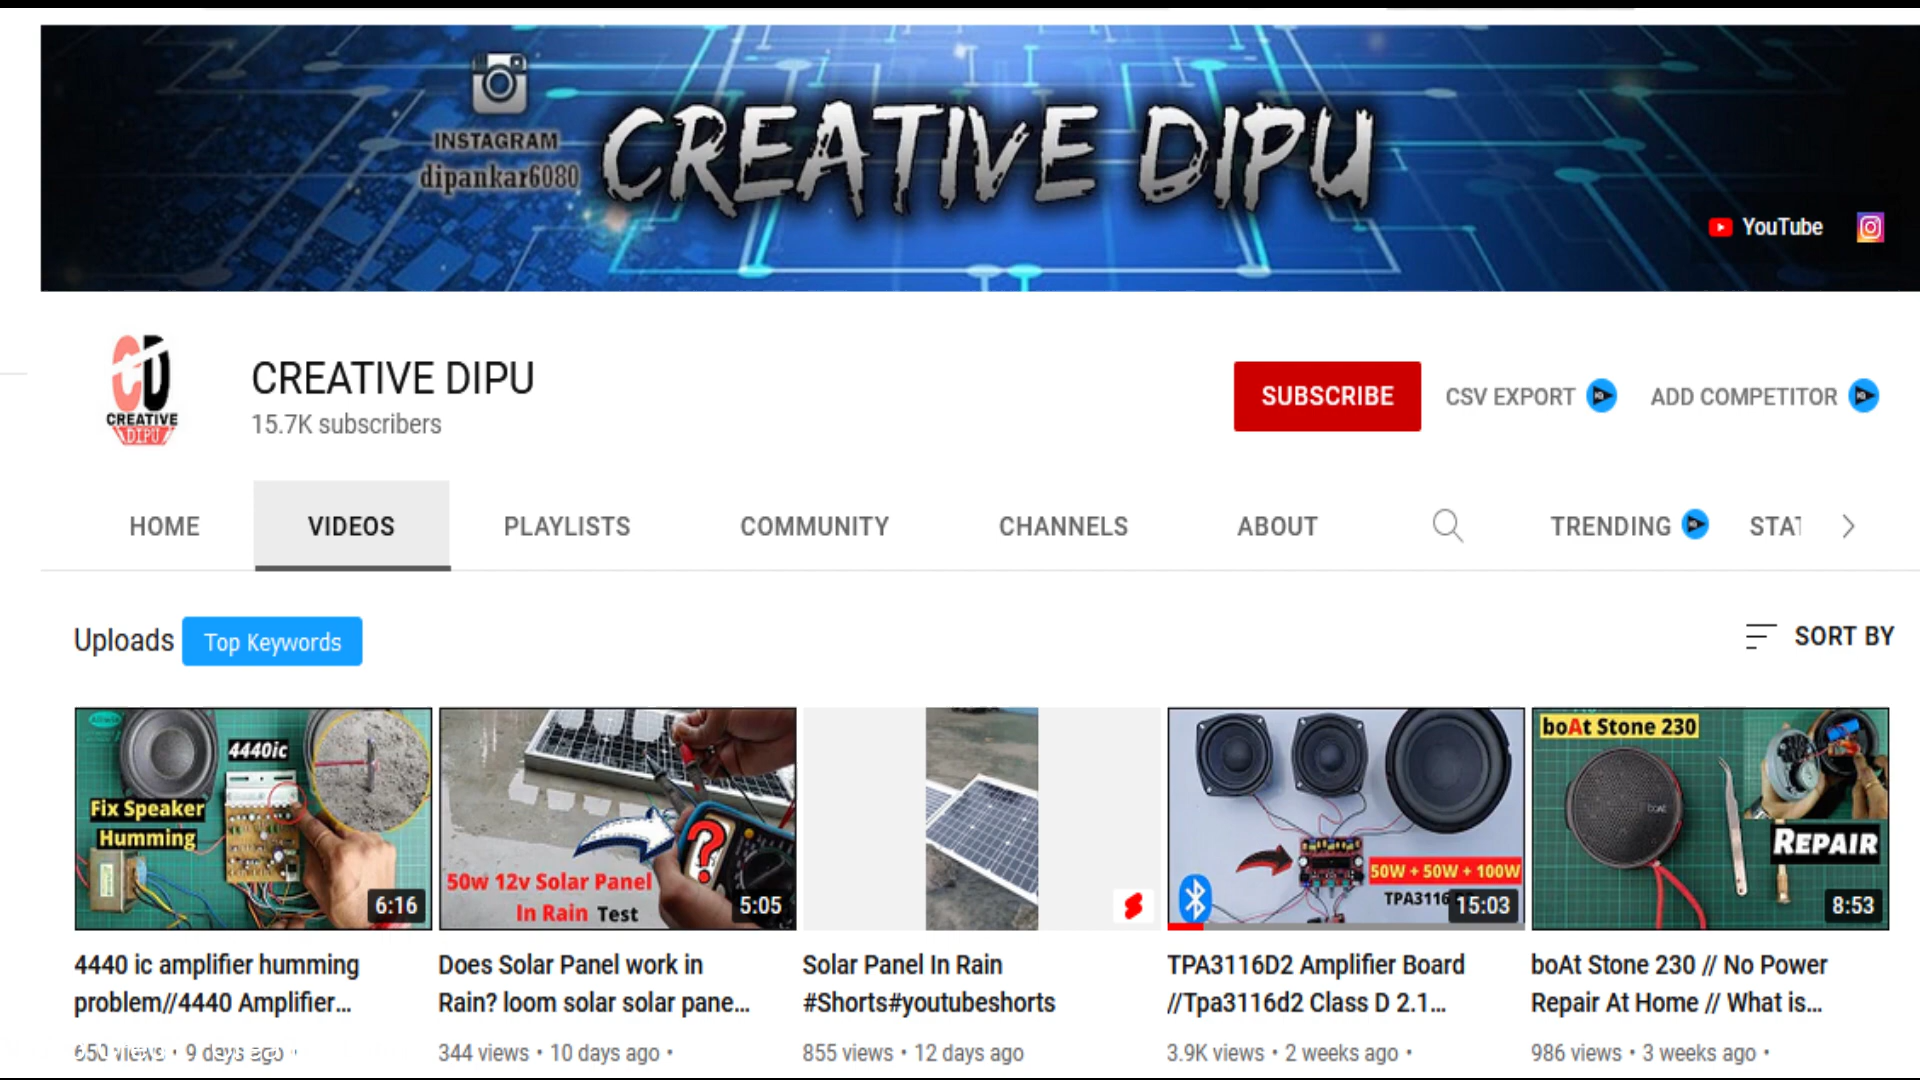 INSTAGRAM
dipankar6080
CREATIVE DIPU
YouTube
CD
CREATIVE
DIPU
CREATIVE DIPU
15.7K subscribers
SUBSCRIBE
CSV EXPORT
ADD COMPETITOR
HOME
VIDEOS
PLAYLISTS
COMMUNITY
CHANNELS
ABOUT
TRENDING
STAT
Uploads
Top Keywords
SORT BY
4440ic
Fix Speaker
Humming
6:16
50w 12v Solar Panel
In Rain Test
?
5:05
50W + 50W + 100W
TPA3116
15:03
boAt Stone 230
boAt
REPAIR
8:53
4440 ic amplifier humming
problem//4440 Amplifier...
650 views • 9 days ago
Does Solar Panel work in
Rain? loom solar solar pane...
344 views • 10 days ago •
Solar Panel In Rain
#Shorts#youtubeshorts
855 views • 12 days ago
TPA3116D2 Amplifier Board
//Tpa3116d2 Class D 2.1...
3.9K views • 2 weeks ago •
boAt Stone 230 // No Power
Repair At Home // What is...
986 views • 3 weeks ago •